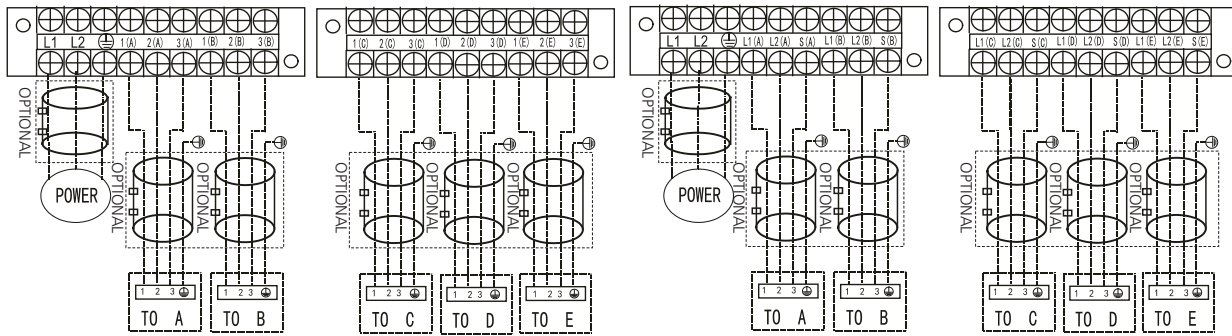 L1 L2 1(A) 2(A) 3(A) 1(B) 2(B) 3(B)
OPTIONAL
POWER
OPTIONAL
OPTIONAL
1 2 3
TO A
1 2 3
TO B
1(C) 2(C) 3(C) 1(D) 2(D) 3(D) 1(E) 2(E) 3(E)
OPTIONAL
OPTIONAL
OPTIONAL
1 2 3
TO C
1 2 3
TO D
1 2 3
TO E
L1 L2 L1(A) L2(A) S(A) L1(B) L2(B) S(B)
OPTIONAL
POWER
OPTIONAL
OPTIONAL
1 2 3
TO A
1 2 3
TO B
L1(C) L2(C) S(C) L1(D) L2(D) S(D) L1(E) L2(E) S(E)
OPTIONAL
OPTIONAL
OPTIONAL
1 2 3
TO C
1 2 3
TO D
1 2 3
TO E